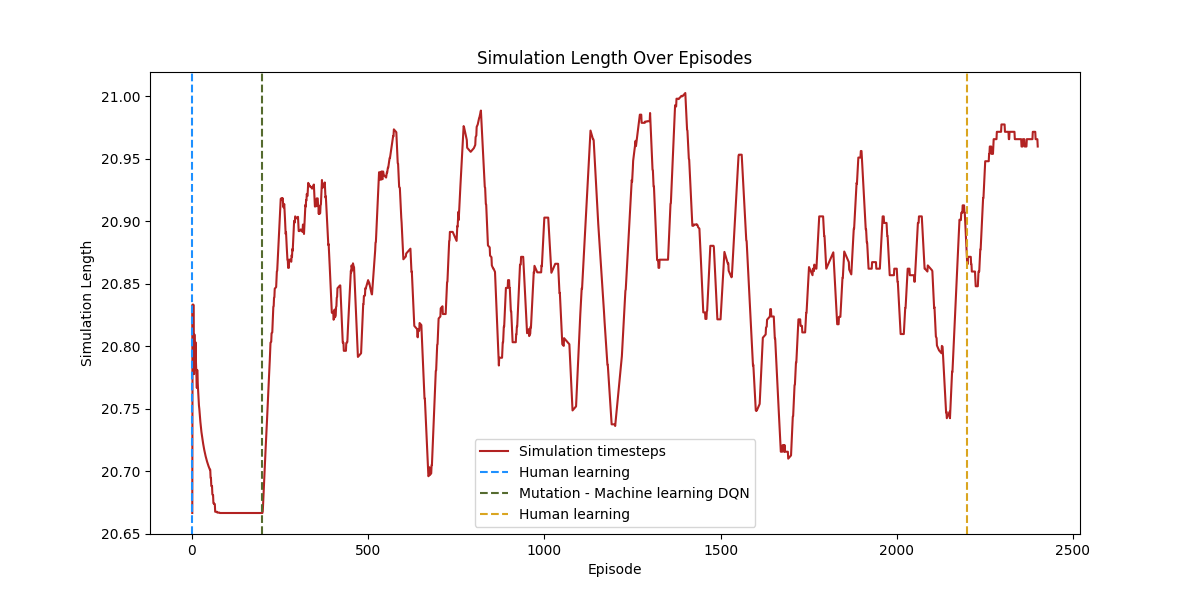 Simulation Length Over Episodes
21.00
20.95
20.90
20.85
20.80
20.75
20.70
20.65
Simulation Length
Simulation timesteps
Human learning
Mutation - Machine learning DQN
Human learning
0
500
1000
1500
2000
2500
Episode